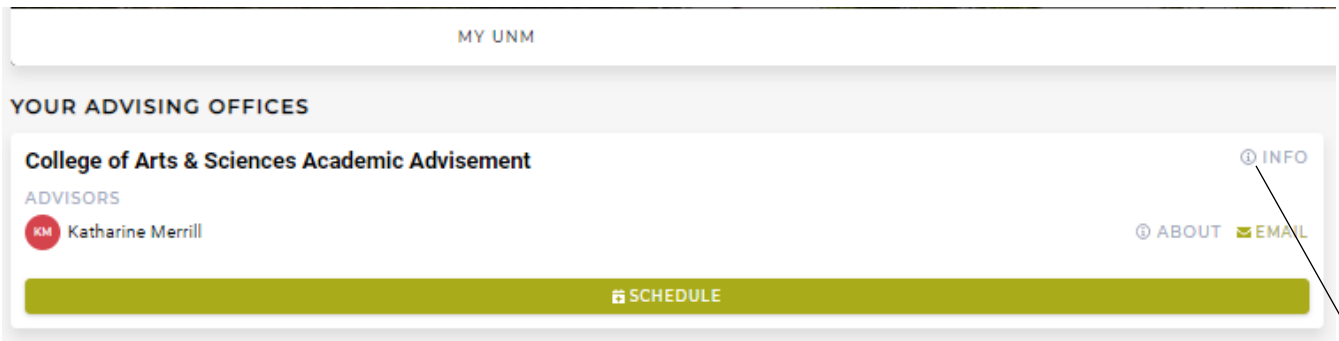 MY UNM
YOUR ADVISING OFFICES
College of Arts & Sciences Academic Advisement
INFO
ADVISORS
KM Katharine Merrill
ABOUT EMAIL
SCHEDULE